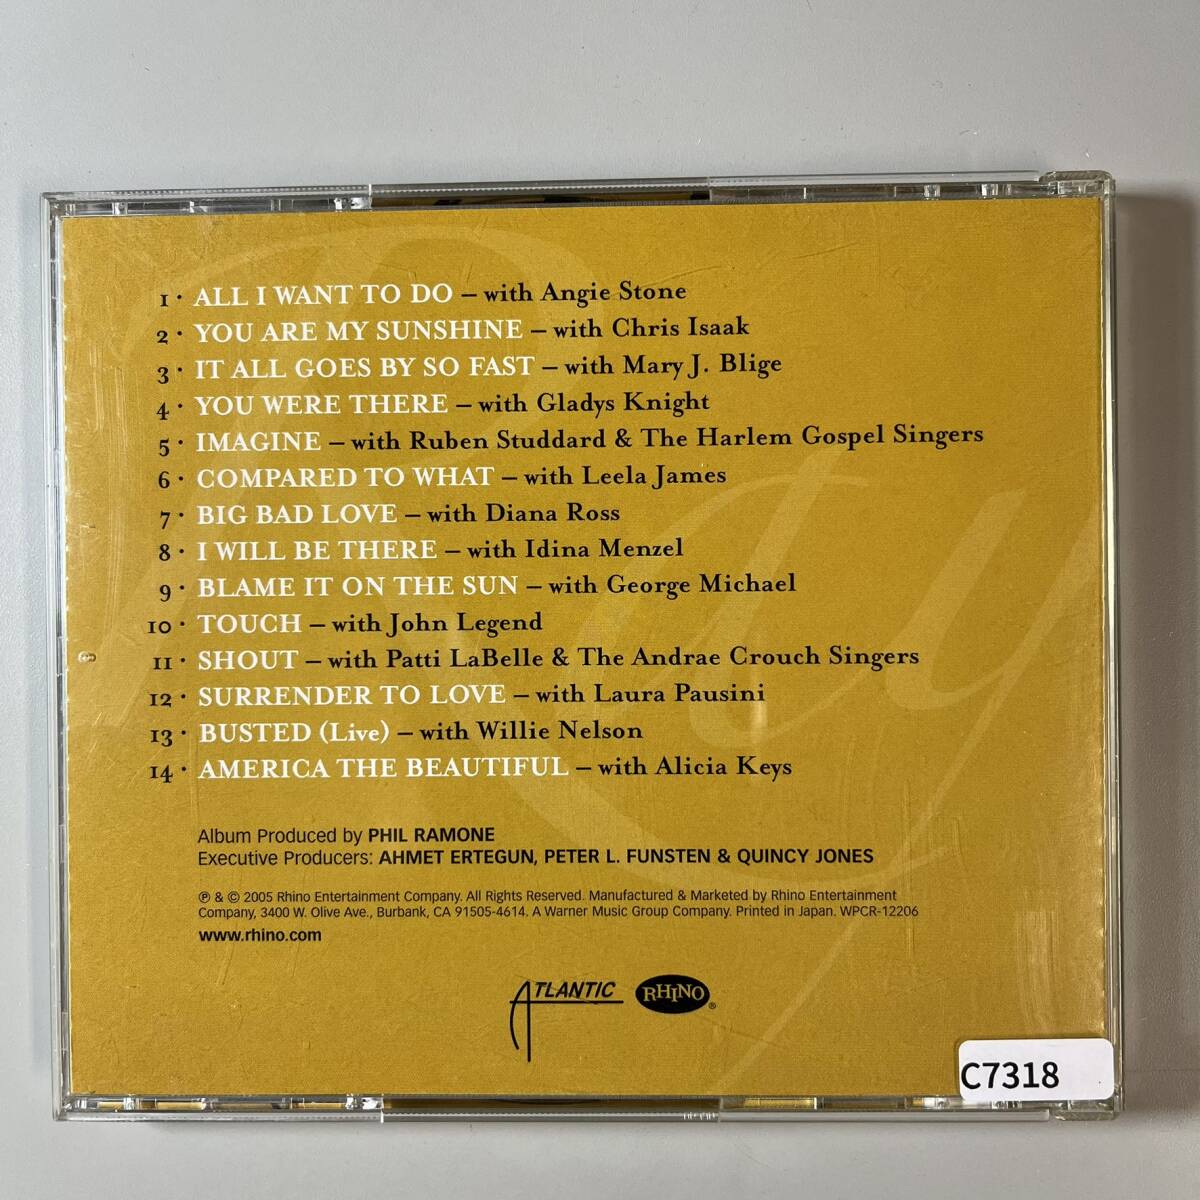 1 · ALL I WANT TO DO – with Angie Stone
2 · YOU ARE MY SUNSHINE – with Chris Isaak
3 · IT ALL GOES BY SO FAST – with Mary J. Blige
4 · YOU WERE THERE – with Gladys Knight
5 · IMAGINE – with Ruben Studdard & The Harlem Gospel Singers
6 · COMPARED TO WHAT – with Leela James
7 · BIG BAD LOVE – with Diana Ross
8 · I WILL BE THERE – with Idina Menzel
9 · BLAME IT ON THE SUN – with George Michael
10 · TOUCH – with John Legend
11 · SHOUT – with Patti LaBelle & The Andrae Crouch Singers
12 · SURRENDER TO LOVE – with Laura Pausini
13 · BUSTED (Live) – with Willie Nelson
14 · AMERICA THE BEAUTIFUL – with Alicia Keys
Ray
Album Produced by PHIL RAMONE
Executive Producers: AHMET ERTEGUN, PETER L. FUNSTEN & QUINCY JONES
℗ & © 2005 Rhino Entertainment Company. All Rights Reserved. Manufactured & Marketed by Rhino Entertainment
Company, 3400 W. Olive Ave., Burbank, CA 91505-4614. A Warner Music Group Company. Printed in Japan. WPCR-12206
www.rhino.com
ATLANTIC
RHINO®
C7318